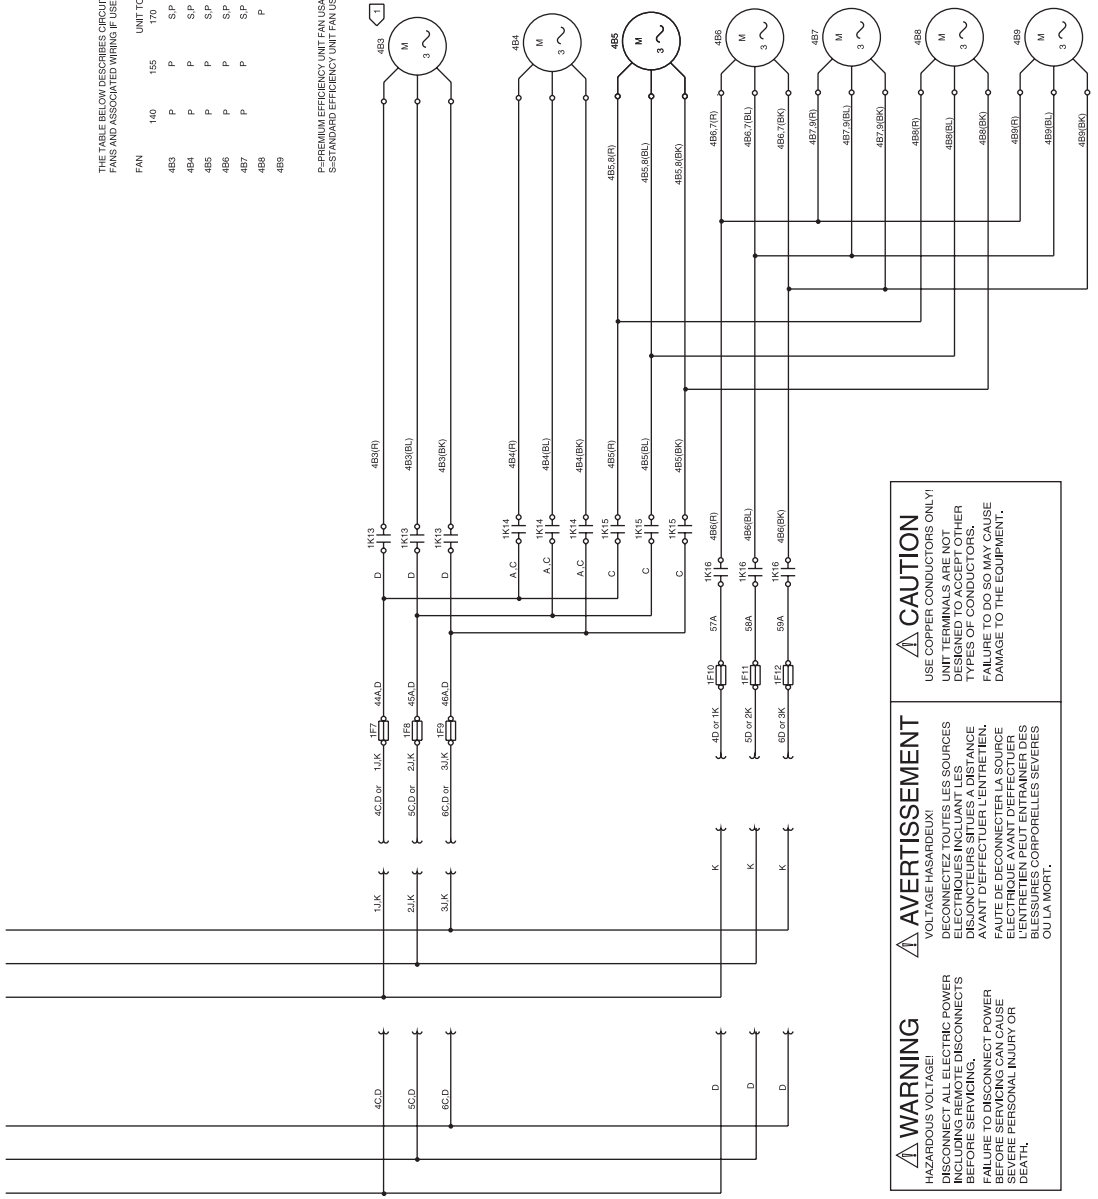 THE TABLE BELOW DESCRIBES CIRCUI
FANS AND ASSOCIATED WIRING IF USE
UNIT TO
FAN 140 155 170
4B3 P P S,P
4B4 P P S,P
4B5 P P S,P
4B6 P P S,P
4B7 P P S,P
4B8 P
4B9
P=PREMIUM EFFICIENCY UNIT FAN USA
S=STANDARD EFFICIENCY UNIT FAN US
1
4B3
M
3
4B4
M
3
4B5
M
3
4B6
M
3
4B7
M
3
4B8
M
3
4B9
M
3
4B5,8(R)
4B5,8(BL)
4B5,8(BK)
4B6,7(R)
4B6,7(BL)
4B6,7(BK)
4B7,9(R)
4B7,9(BL)
4B7,9(BK)
4B8(R)
4B8(BL)
4B8(BK)
4B9(R)
4B9(BL)
4B9(BK)
4B3(R)
4B3(BL)
4B3(BK)
4B4(R)
4B4(BL)
4B4(BK)
4B5(R)
4B5(BL)
4B5(BK)
4B6(R)
4B6(BL)
4B6(BK)
1K13
1K13
1K13
1K14
1K14
1K14
1K15
1K15
1K15
1K16
1K16
1K16
D
D
D
A,C
A,C
A,C
C
C
C
57A
58A
59A
44A,D
45A,D
46A,D
1F7
1F8
1F9
1F10
1F11
1F12
4C,D or 1J,K
5C,D or 2J,K
6C,D or 3J,K
4D or 1K
5D or 2K
6D or 3K
1J,K
2J,K
3J,K
K
K
K
4C,D
5C,D
6C,D
D
D
D
WARNING
HAZARDOUS VOLTAGE!
DISCONNECT ALL ELECTRIC POWER
INCLUDING REMOTE DISCONNECTS
BEFORE SERVICING.
FAILURE TO DISCONNECT POWER
BEFORE SERVICING CAN CAUSE
SEVERE PERSONAL INJURY OR
DEATH.
AVERTISSEMENT
VOLTAGE HASARDEUX!
DECONNECTEZ TOUTES LES SOURCES
ELECTRIQUES INCLUANT LES
DISJONCTEURS SITUES A DISTANCE
AVANT D'EFFECTUER L'ENTRETIEN.
FAUTE DE DECONNECTER LA SOURCE
ELECTRIQUE AVANT D'EFFECTUER
L'ENTRETIEN PEUT ENTRAINER DES
BLESSURES CORPORELLES SEVERES
OU LA MORT.
CAUTION
USE COPPER CONDUCTORS ONLY!
UNIT TERMINALS ARE NOT
DESIGNED TO ACCEPT OTHER
TYPES OF CONDUCTORS.
FAILURE TO DO SO MAY CAUSE
DAMAGE TO THE EQUIPMENT.